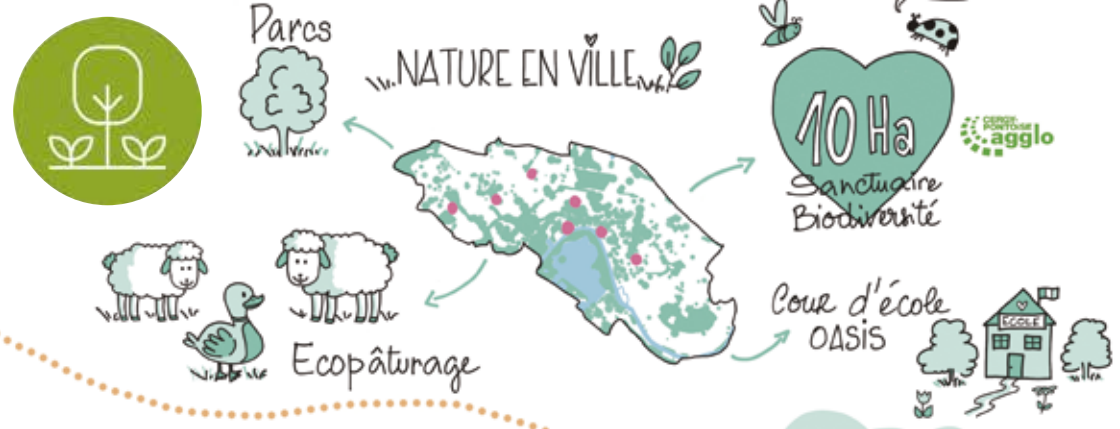 Parcs
NATURE EN VILLE
10 Ha
Sanctuaire
Biodiversité
CERGY-
PONTOISE
agglo
Ecopâturage
Cour d'école
OASIS
ECOLE